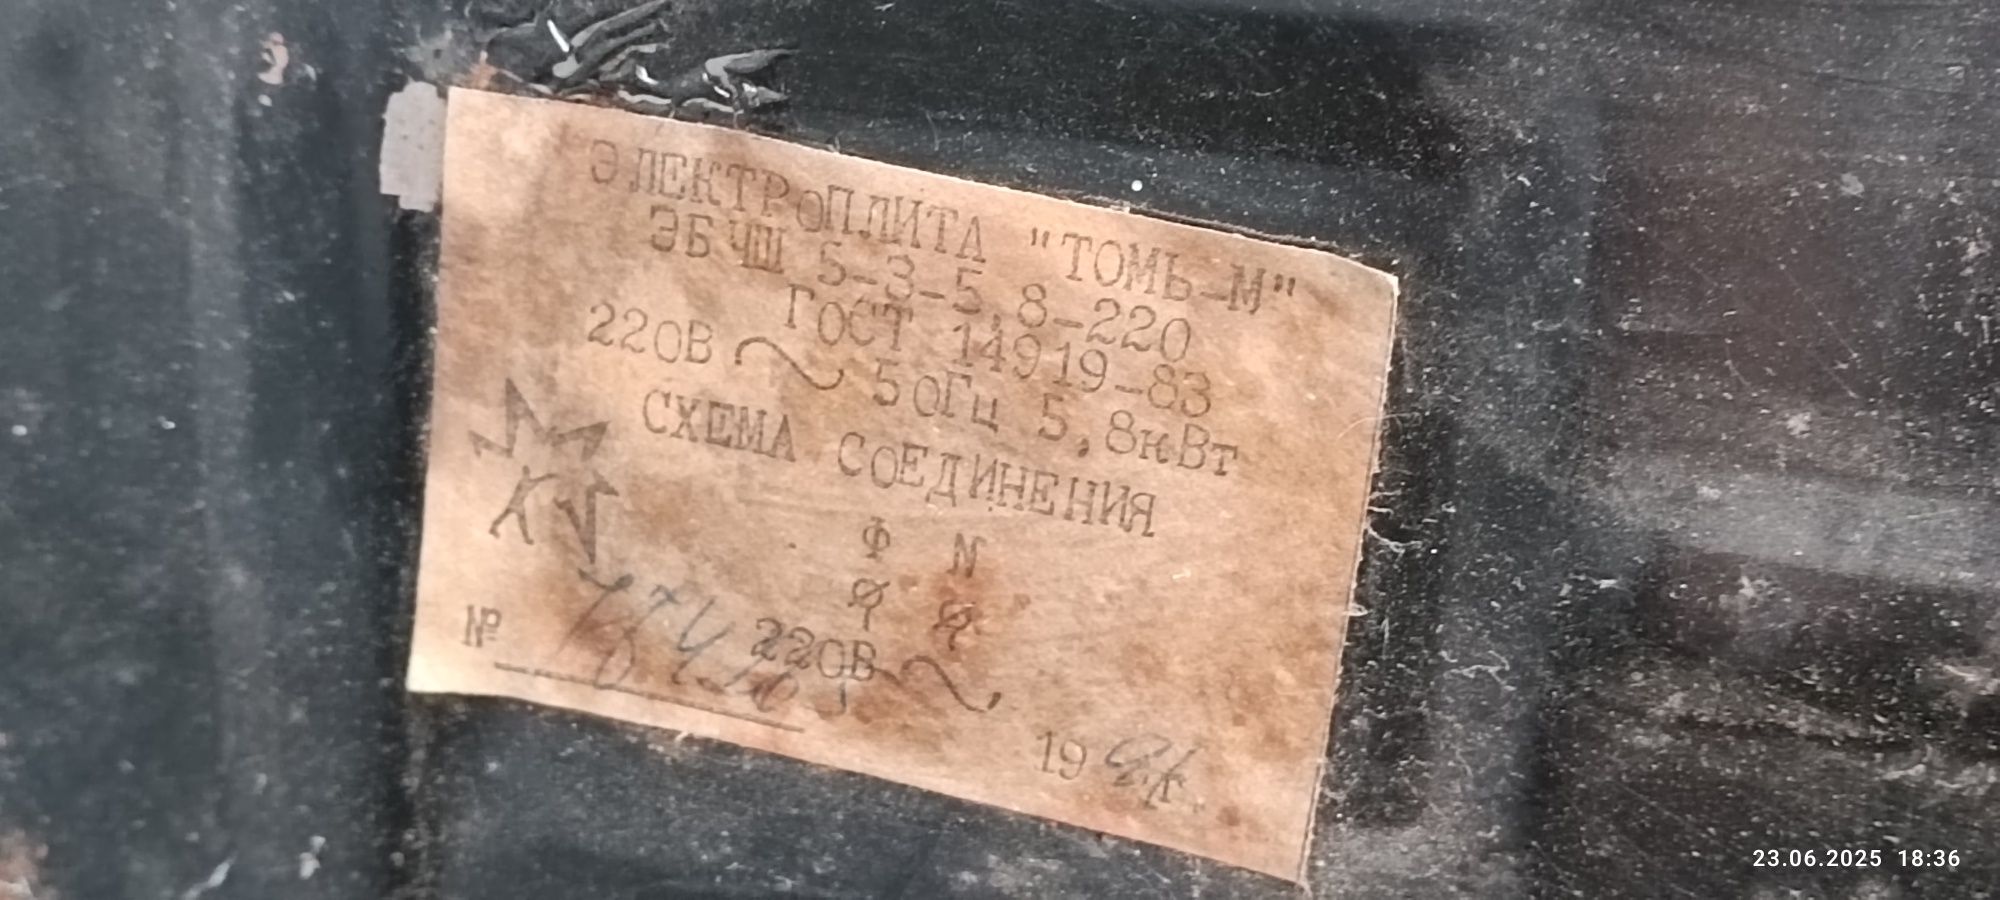 ЭЛЕКТРОПЛИТА "ТОМЬ-М"
ЭБЧШ 5-3-5,8-220
ГОСТ 14919-83
220В ~ 50Гц 5,8кВт
СХЕМА СОЕДИНЕНИЯ
Ф N
220В ~
№
1991г.
23.06.2025 18:36